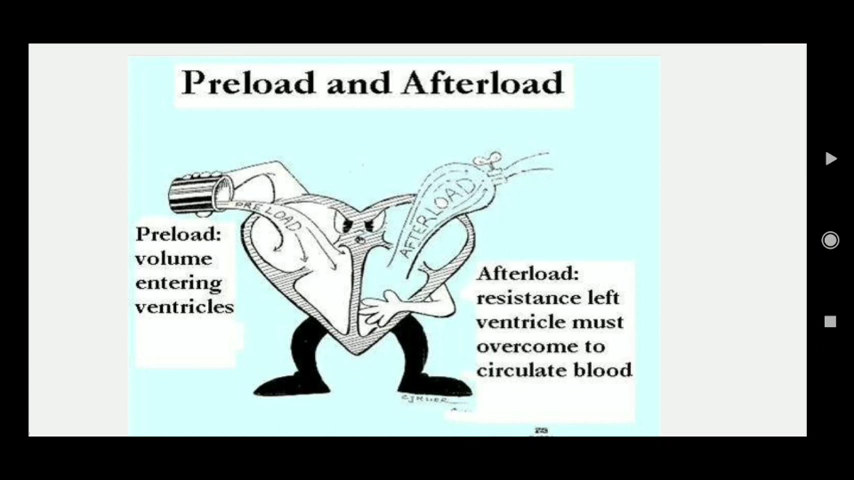 Preload and Afterload
PRELOAD
AFTERLOAD
Preload:
volume
entering
ventricles
Afterload:
resistance left
ventricle must
overcome to
circulate blood